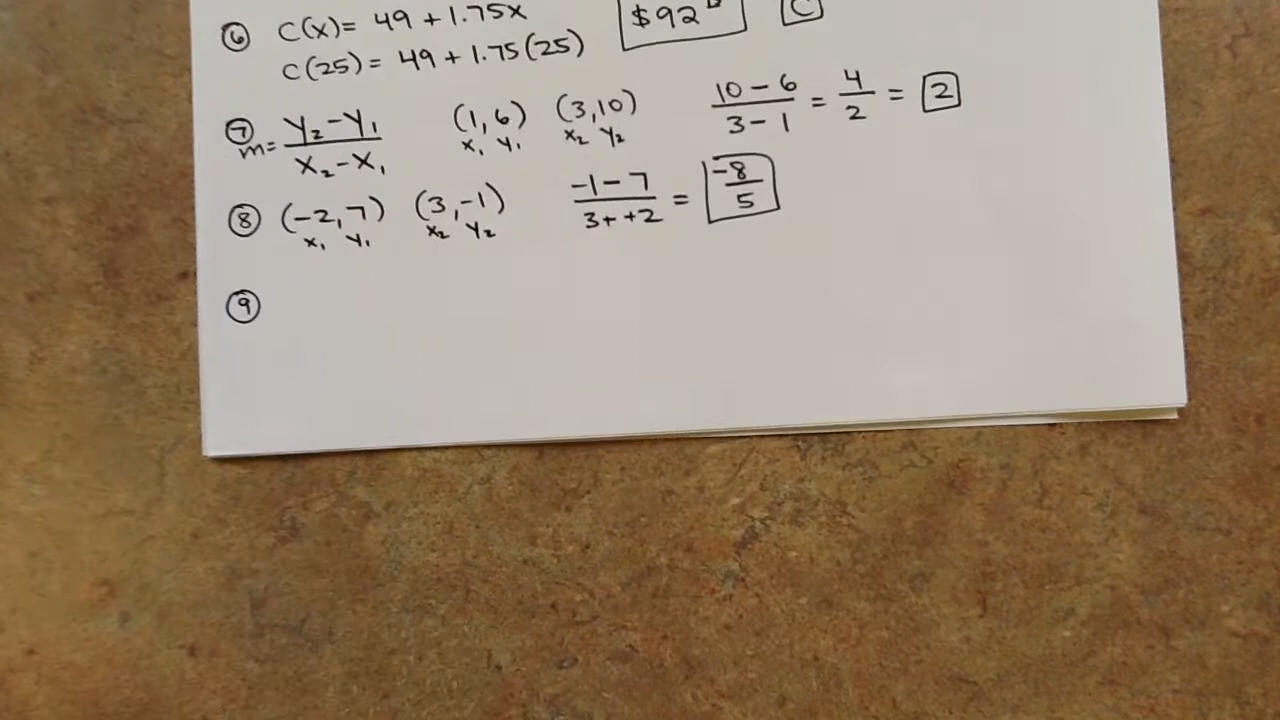 ⑥ C(x) = 49 + 1.75x $92 C
C(25) = 49 + 1.75(25)
⑦ m = (Y₂ - Y₁)/(X₂ - X₁) (1, 6) (3, 10) (10 - 6)/(3 - 1) = 4/2 = 2
x₁ y₁ x₂ y₂
⑧ (-2, 7) (3, -1) (-1 - 7)/(3+ +2) = -8/5
x₁ y₁ x₂ y₂
⑨